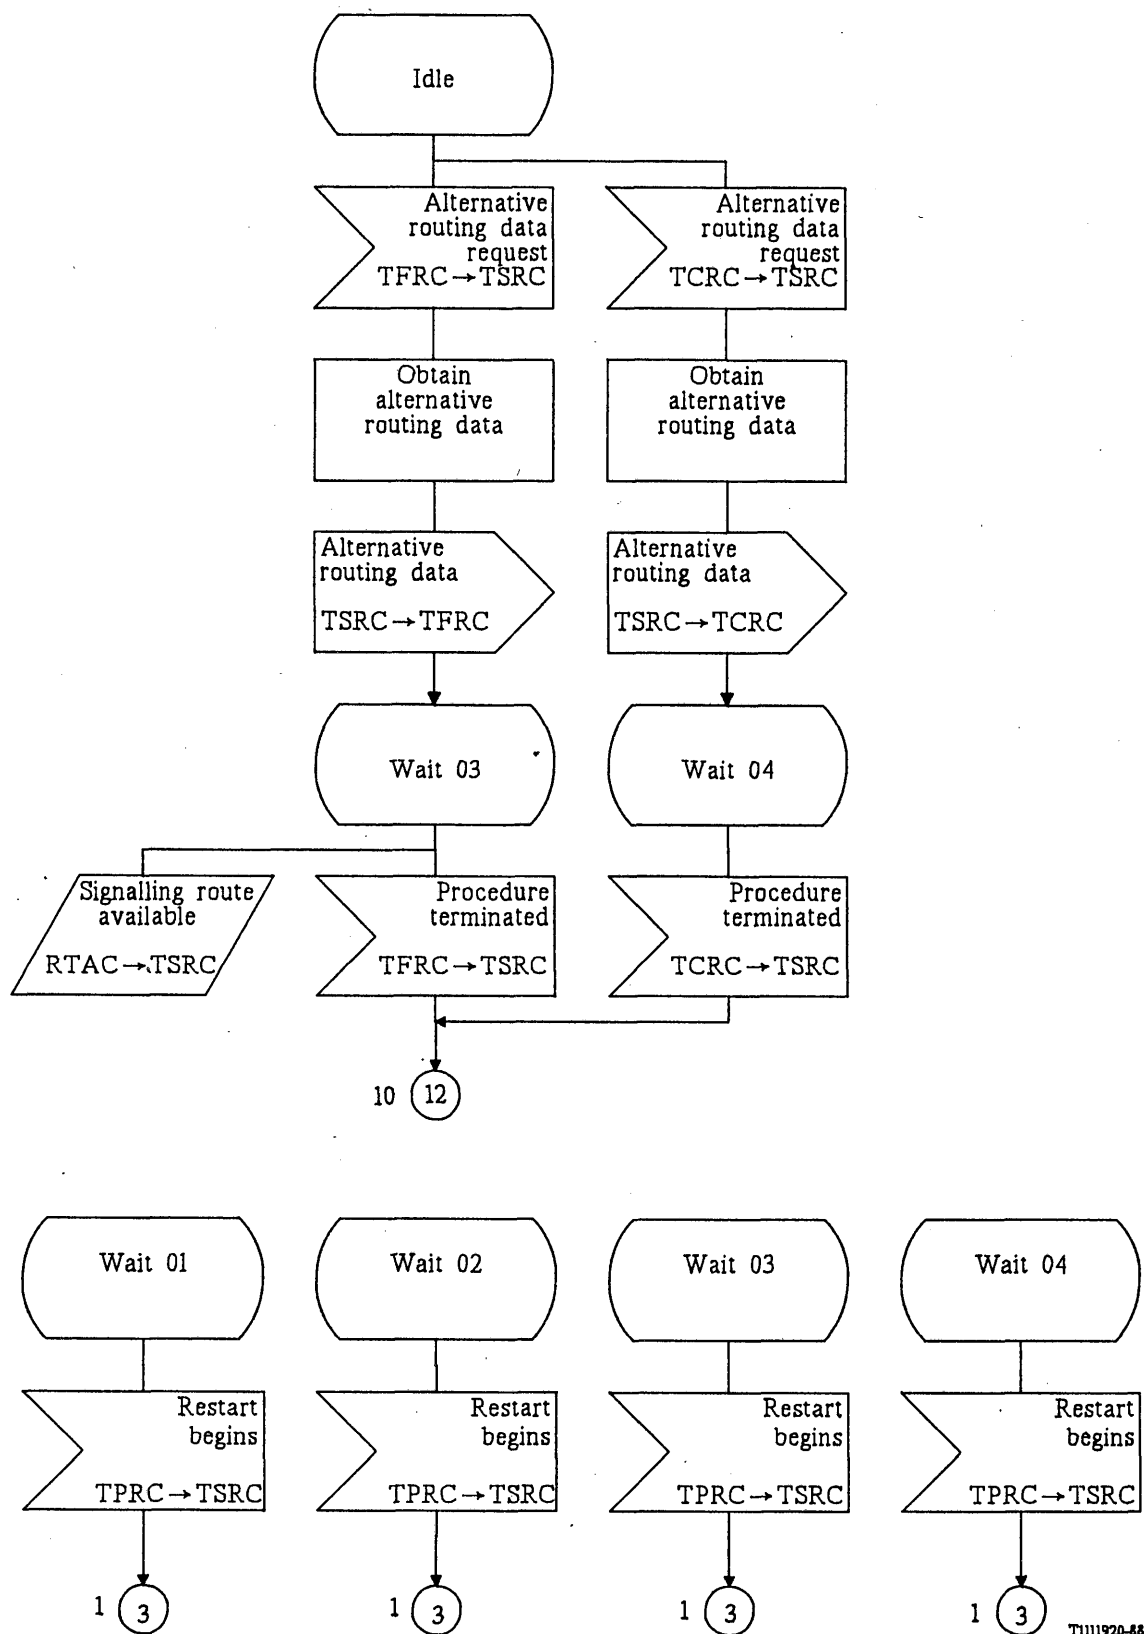 Idle
Alternative
routing data
request
TFRC→TSRC
Alternative
routing data
request
TCRC→TSRC
Obtain
alternative
routing data
Obtain
alternative
routing data
Alternative
routing data
TSRC→TFRC
Alternative
routing data
TSRC→TCRC
Wait 03
Wait 04
Signalling route
available
RTAC→TSRC
Procedure
terminated
TFRC→TSRC
Procedure
terminated
TCRC→TSRC
10
12
Wait 01
Wait 02
Wait 03
Wait 04
Restart
begins
TPRC→TSRC
Restart
begins
TPRC→TSRC
Restart
begins
TPRC→TSRC
Restart
begins
TPRC→TSRC
1
3
1
3
1
3
1
3
T1111920-88